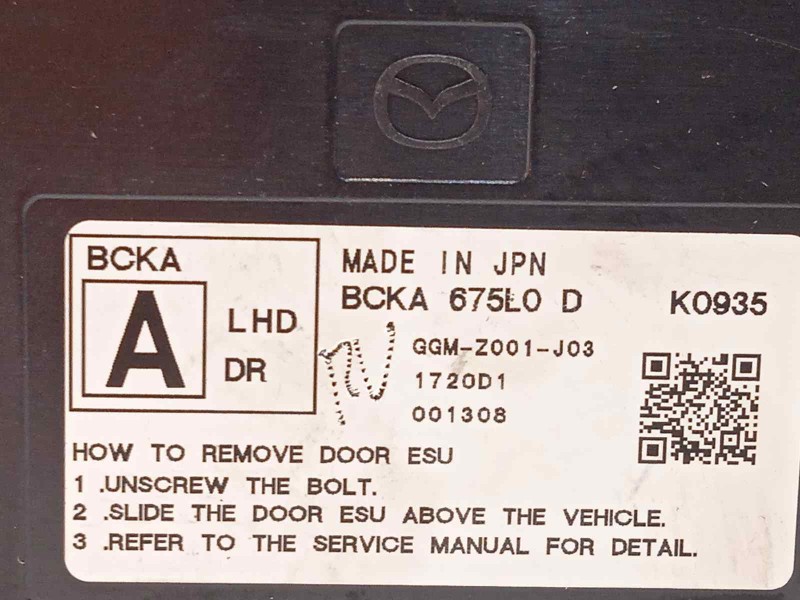 BCKA
A
LHD
DR
MADE IN JPN
BCKA 675L0 D
K0935
GGM-Z001-J03
1720D1
001308
HOW TO REMOVE DOOR ESU
1 .UNSCREW THE BOLT.
2 .SLIDE THE DOOR ESU ABOVE THE VEHICLE.
3 .REFER TO THE SERVICE MANUAL FOR DETAIL.